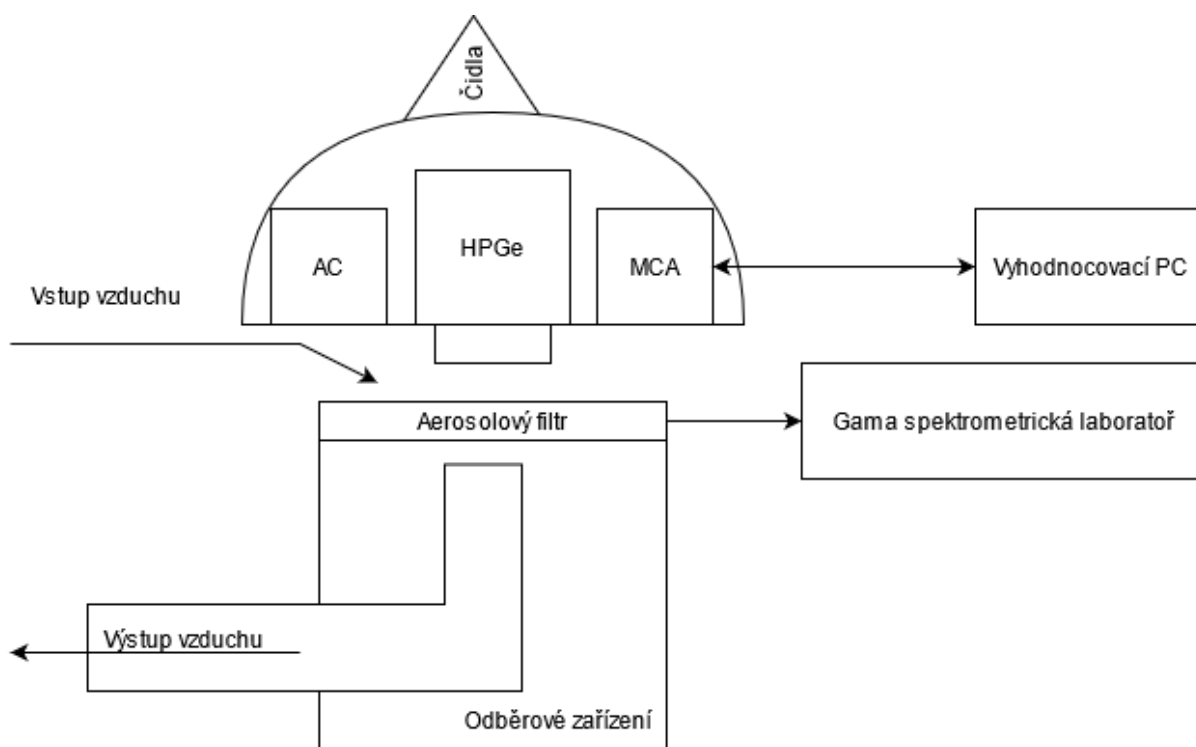 Čidla
AC
HPGe
MCA
Vyhodnocovací PC
Vstup vzduchu
Aerosolový filtr
Gama spektrometrická laboratoř
Výstup vzduchu
Odběrové zařízení